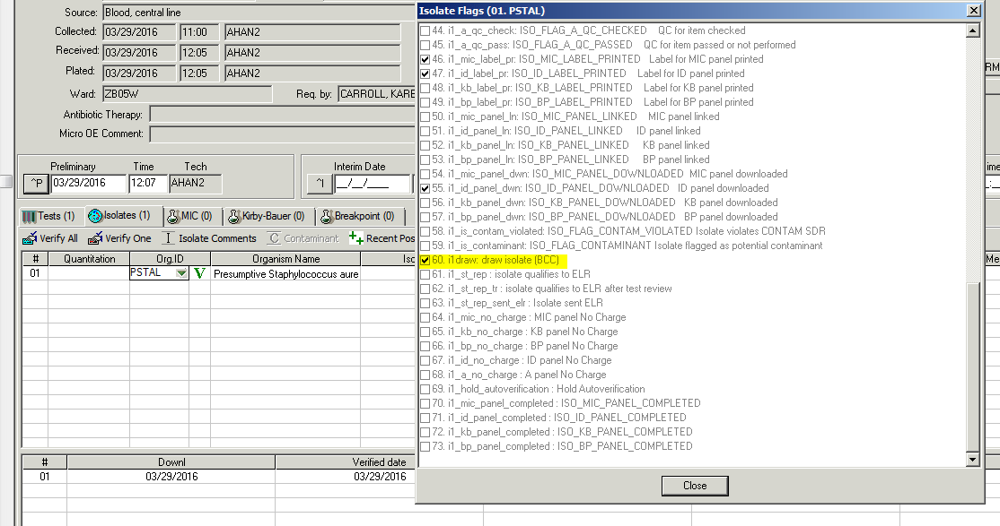 Source: Blood, central line
Collected: 03/29/2016 11:00 AHAN2
Received: 03/29/2016 12:05 AHAN2
Plated: 03/29/2016 12:05 AHAN2
Ward: ZB05W Req. by: CARROLL, KARE
Antibiotic Therapy:
Micro OE Comment:
Preliminary Time Tech Interim Date
^P 03/29/2016 12:07 AHAN2 ^I __/__/____
Tests (1) Isolates (1) MIC (0) Kirby-Bauer (0) Breakpoint (0)
Verify All Verify One Isolate Comments Contaminant Recent Pos
# Quantitation Org.ID Organism Name Isc
01 PSTAL V Presumptive Staphylococcus aure
# Downl Verified date
01 03/29/2016 03/29/2016
Isolate Flags (01. PSTAL)
44. i1_a_qc_check: ISO_FLAG_A_QC_CHECKED QC for item checked
45. i1_a_qc_pass: ISO_FLAG_A_QC_PASSED QC for item passed or not performed
46. i1_mic_label_pr: ISO_MIC_LABEL_PRINTED Label for MIC panel printed
47. i1_id_label_pr: ISO_ID_LABEL_PRINTED Label for ID panel printed
48. i1_kb_label_pr: ISO_KB_LABEL_PRINTED Label for KB panel printed
49. i1_bp_label_pr: ISO_BP_LABEL_PRINTED Label for BP panel printed
50. i1_mic_panel_ln: ISO_MIC_PANEL_LINKED MIC panel linked
51. i1_id_panel_ln: ISO_ID_PANEL_LINKED ID panel linked
52. i1_kb_panel_ln: ISO_KB_PANEL_LINKED KB panel linked
53. i1_bp_panel_ln: ISO_BP_PANEL_LINKED BP panel linked
54. i1_mic_panel_dwn: ISO_MIC_PANEL_DOWNLOADED MIC panel downloaded
55. i1_id_panel_dwn: ISO_ID_PANEL_DOWNLOADED ID panel downloaded
56. i1_kb_panel_dwn: ISO_KB_PANEL_DOWNLOADED KB panel downloaded
57. i1_bp_panel_dwn: ISO_BP_PANEL_DOWNLOADED BP panel downloaded
58. i1_is_contam_violated: ISO_FLAG_CONTAM_VIOLATED Isolate violates CONTAM SDR
59. i1_is_contaminant: ISO_FLAG_CONTAMINANT Isolate flagged as potential contaminant
60. i1draw: draw isolate (BCC)
61. i1_st_rep : isolate qualifies to ELR
62. i1_st_rep_tr : isolate qualifies to ELR after test review
63. i1_st_rep_sent_elr : Isolate sent ELR
64. i1_mic_no_charge : MIC panel No Charge
65. i1_kb_no_charge : KB panel No Charge
66. i1_bp_no_charge : BP panel No Charge
67. i1_id_no_charge : ID panel No Charge
68. i1_a_no_charge : A panel No Charge
69. i1_hold_autoverification : Hold Autoverification
70. i1_mic_panel_completed : ISO_MIC_PANEL_COMPLETED
71. i1_id_panel_completed : ISO_ID_PANEL_COMPLETED
72. i1_kb_panel_completed : ISO_KB_PANEL_COMPLETED
73. i1_bp_panel_completed : ISO_BP_PANEL_COMPLETED
Close
RM
ime
Me